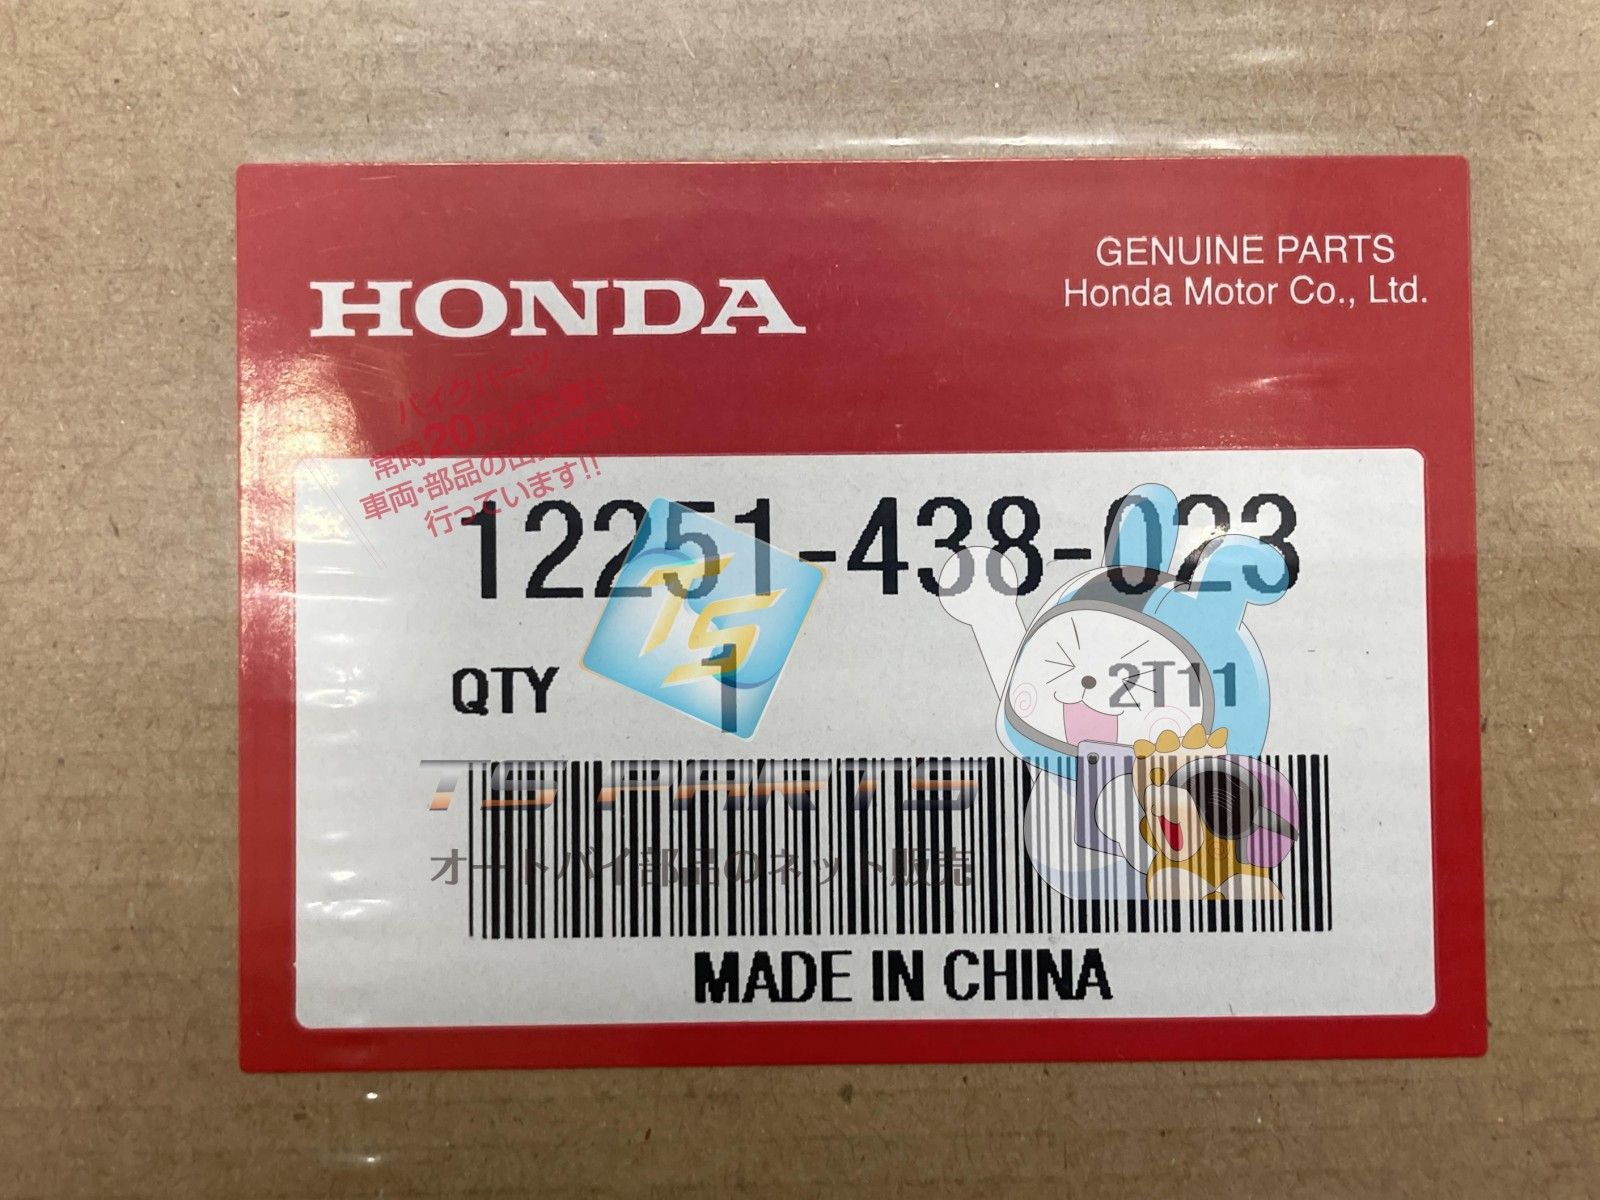 GENUINE PARTS
HONDA
Honda Motor Co., Ltd.
バイクパーツ
常時20万点在庫!!
車両・部品の出張買取も
行っています!!
12251-438-023
TS
QTY 1 2T11
TS PARTS
オートバイ部品のネット販売
MADE IN CHINA